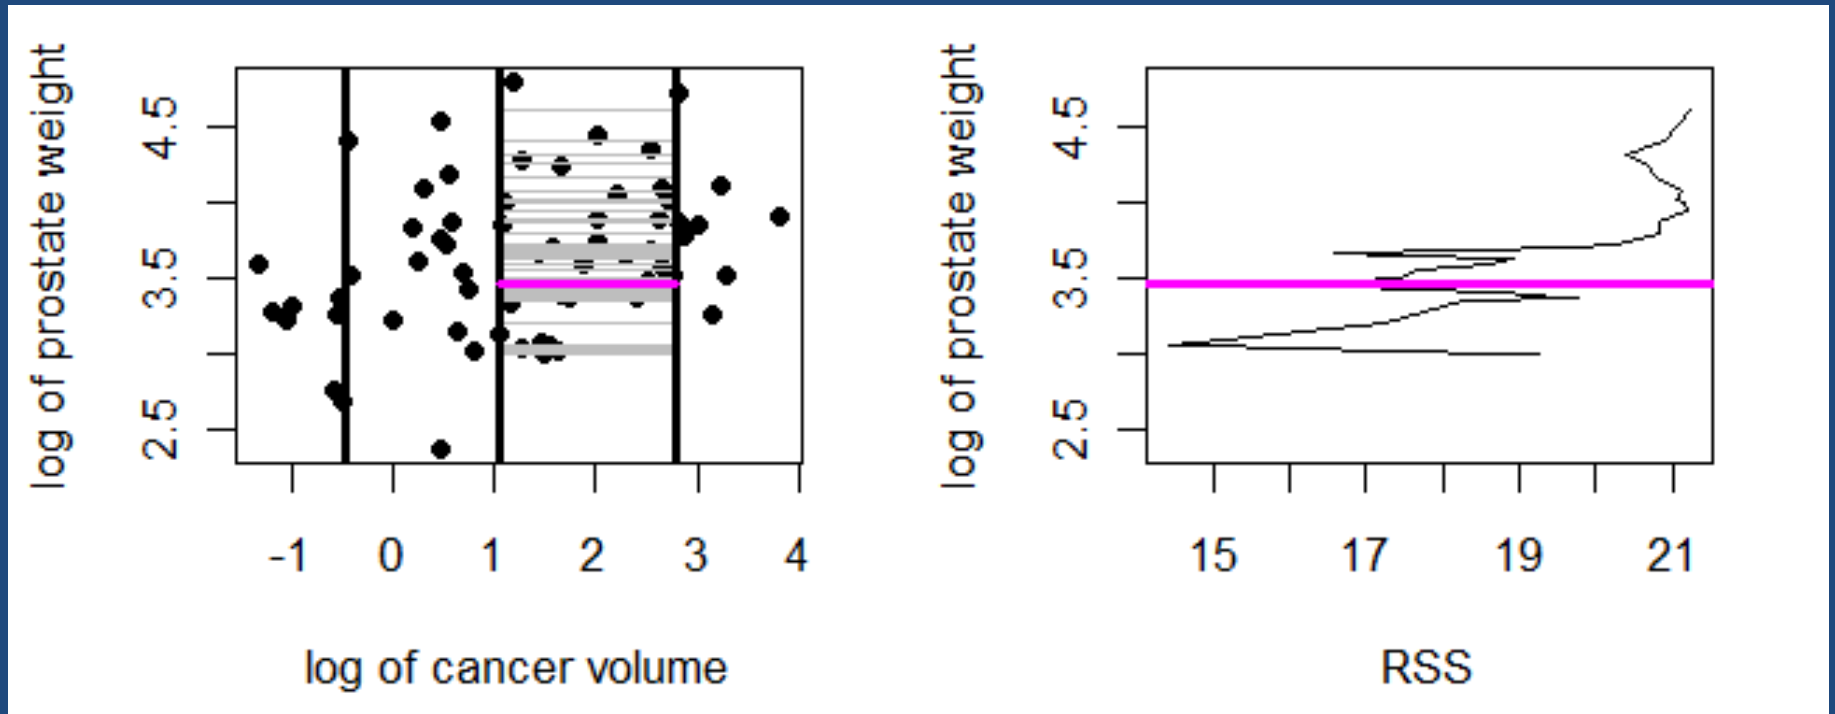 log of prostate weight
4.5
3.5
2.5
-1 0 1 2 3 4
log of cancer volume
log of prostate weight
4.5
3.5
2.5
15 17 19 21
RSS